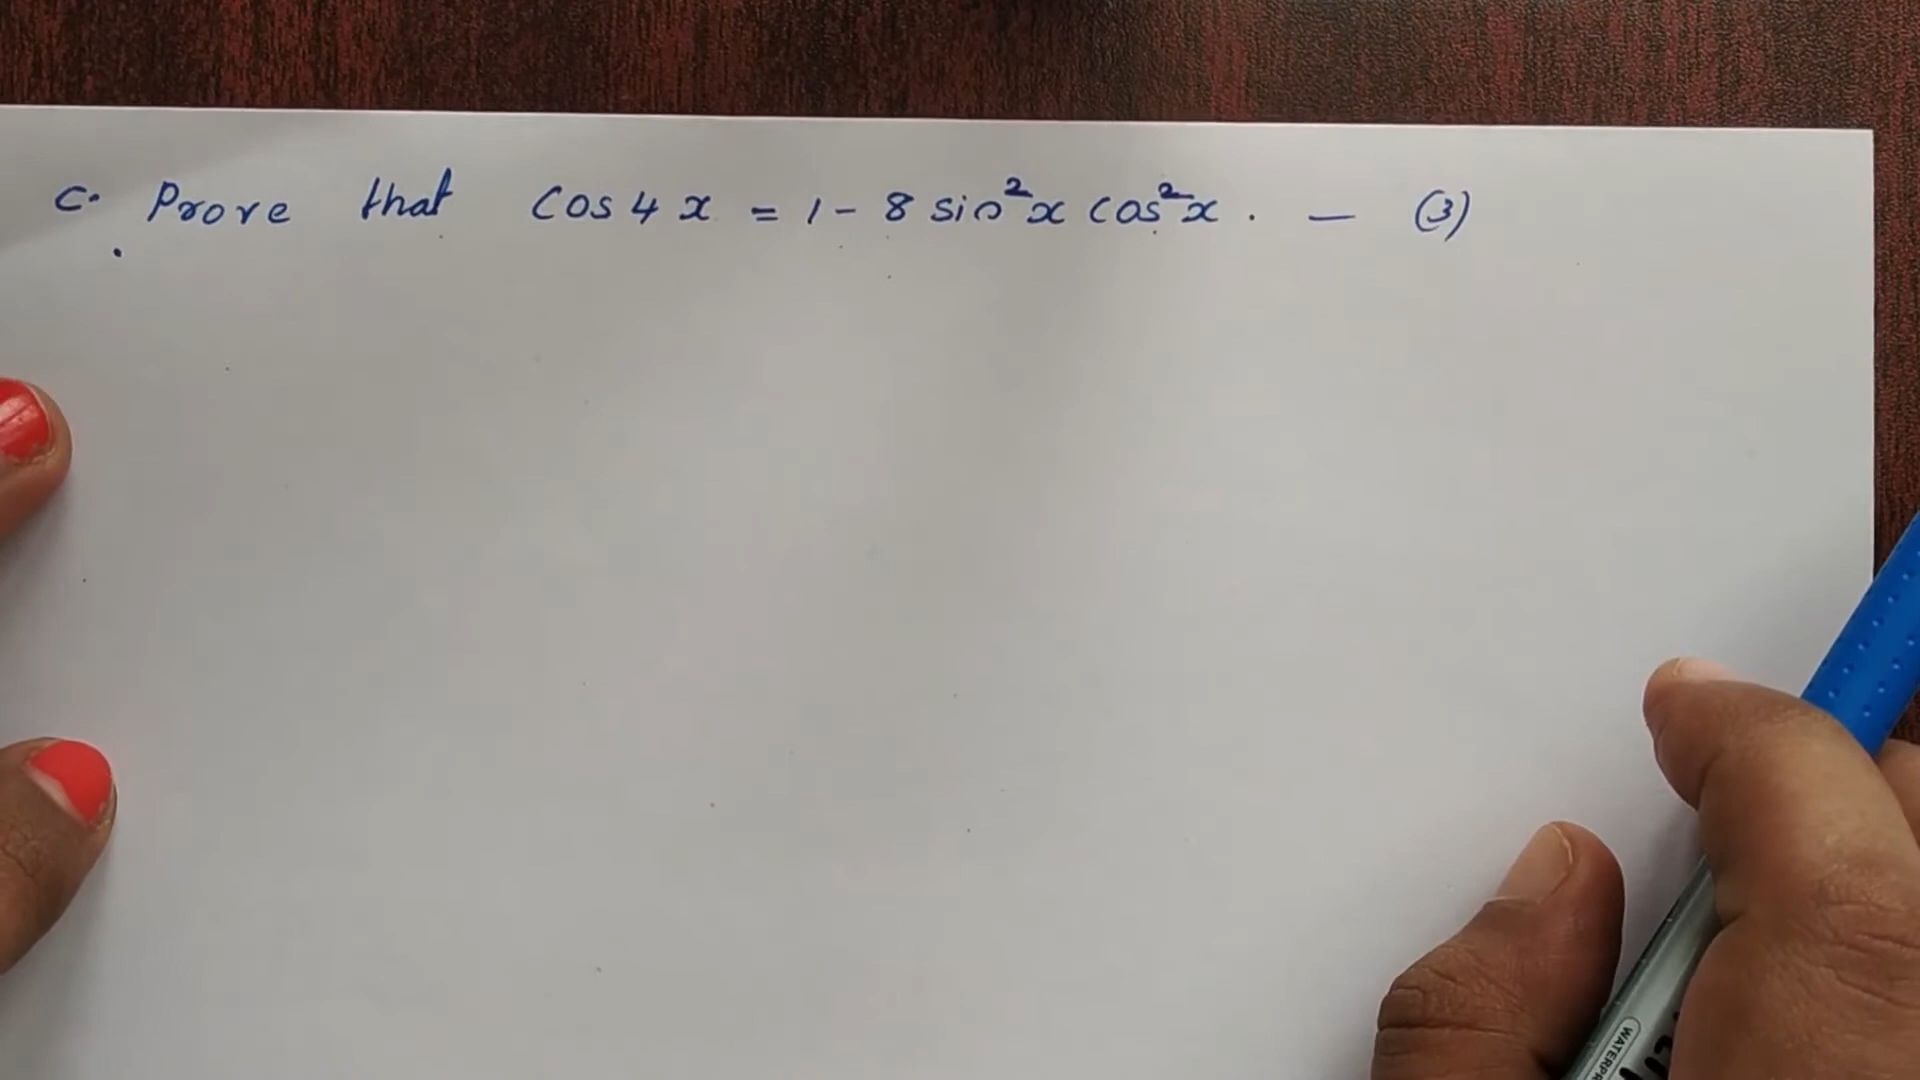 c. Prove that cos 4x = 1 - 8 sin²x cos²x. — (3)